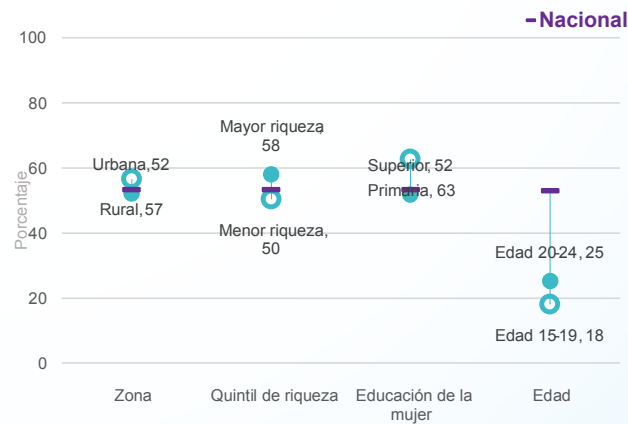 Nacional
100
80
60
40
20
0
Porcentaje
Urbana, 52
Rural, 57
Mayor riqueza,
58
Menor riqueza,
50
Superior, 52
Primaria, 63
Edad 20-24, 25
Edad 15-19, 18
Zona
Quintil de riqueza
Educación de la
mujer
Edad